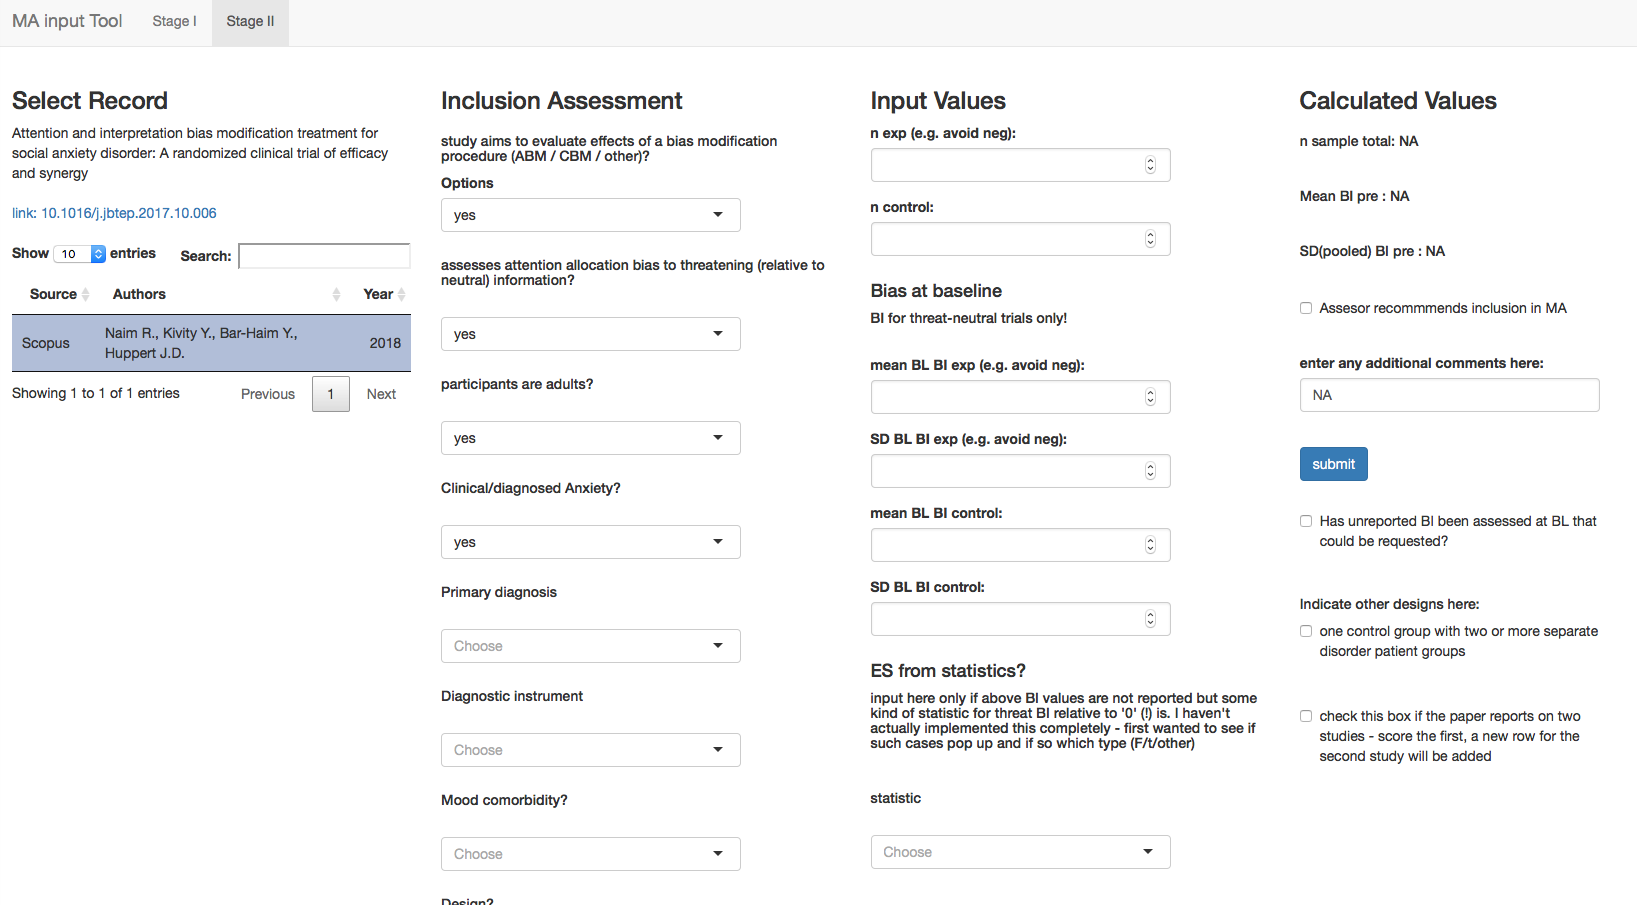 MA input Tool Stage I Stage II
Select Record
Attention and interpretation bias modification treatment for
social anxiety disorder: A randomized clinical trial of efficacy
and synergy
link: 10.1016/j.jbtep.2017.10.006
Show 10 entries Search:
Source Authors Year
Scopus Naim R., Kivity Y., Bar-Haim Y., 2018
Huppert J.D.
Showing 1 to 1 of 1 entries Previous 1 Next
Inclusion Assessment
study aims to evaluate effects of a bias modification
procedure (ABM / CBM / other)?
Options
yes
assesses attention allocation bias to threatening (relative to
neutral) information?
yes
participants are adults?
yes
Clinical/diagnosed Anxiety?
yes
Primary diagnosis
Choose
Diagnostic instrument
Choose
Mood comorbidity?
Choose
Design?
Input Values
n exp (e.g. avoid neg):
n control:
Bias at baseline
BI for threat-neutral trials only!
mean BL BI exp (e.g. avoid neg):
SD BL BI exp (e.g. avoid neg):
mean BL BI control:
SD BL BI control:
ES from statistics?
input here only if above BI values are not reported but some
kind of statistic for threat BI relative to '0' (!) is. I haven't
actually implemented this completely - first wanted to see if
such cases pop up and if so which type (F/t/other)
statistic
Choose
Calculated Values
n sample total: NA
Mean BI pre : NA
SD(pooled) BI pre : NA
Assesor recommmends inclusion in MA
enter any additional comments here:
NA
submit
Has unreported BI been assessed at BL that
could be requested?
Indicate other designs here:
one control group with two or more separate
disorder patient groups
check this box if the paper reports on two
studies - score the first, a new row for the
second study will be added